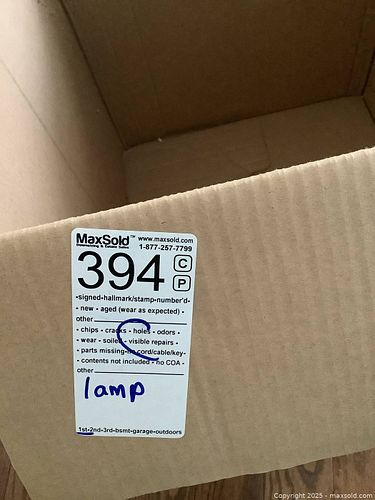 MaxSold™ www.maxsold.com
Downsizing & Estate Sales 1-877-257-7799
394 C
P
•signed•hallmark/stamp•number'd•
• new • aged (wear as expected) •
other
• chips • cracks • holes • odors •
• wear • soiled • visible repairs •
• parts missing•no cord/cable/key•
• contents not included • no COA •
other
lamp
1st•2nd•3rd•bsmt•garage•outdoors
Copyright 2025 - maxsold.com